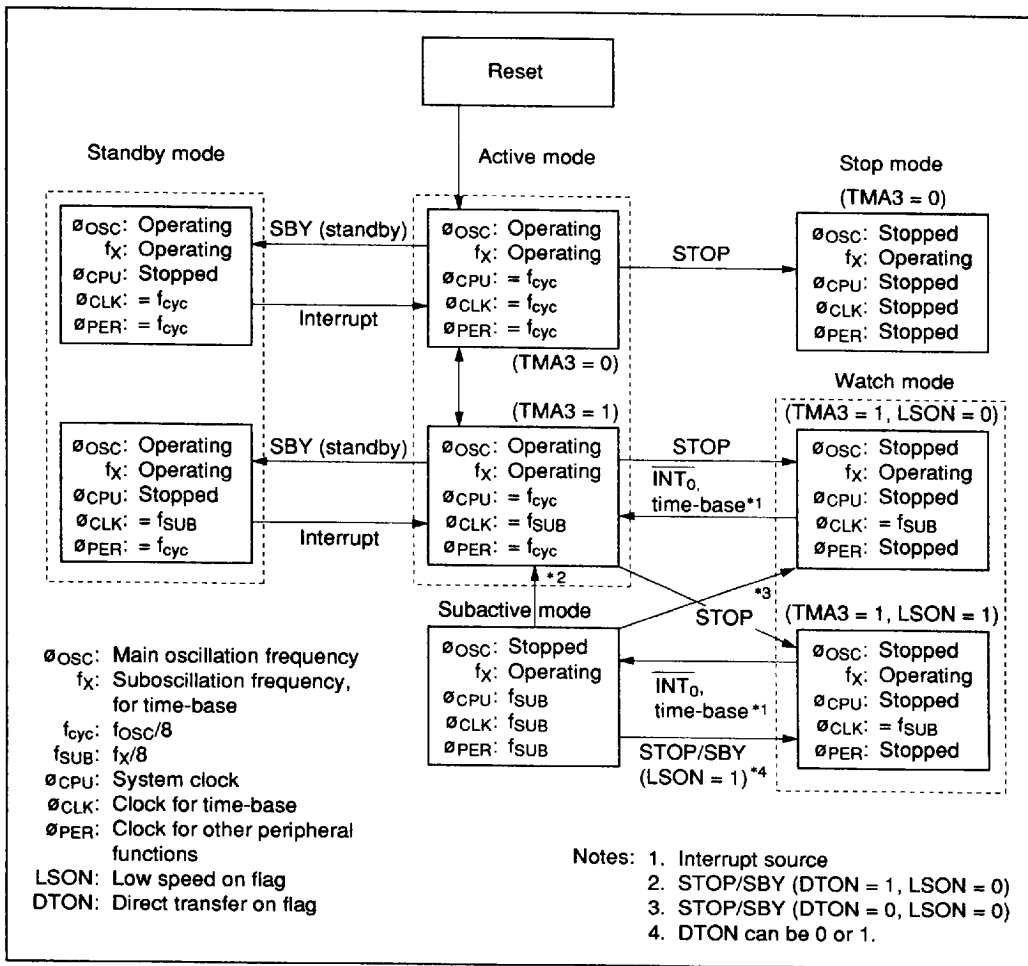 Reset
Standby mode
Active mode
Stop mode
(TMA3 = 0)
øOSC: Operating
fX: Operating
øCPU: Stopped
øCLK: = fcyc
øPER: = fcyc
SBY (standby)
Interrupt
øOSC: Operating
fX: Operating
øCPU: = fcyc
øCLK: = fcyc
øPER: = fcyc
(TMA3 = 0)
STOP
øOSC: Stopped
fX: Operating
øCPU: Stopped
øCLK: Stopped
øPER: Stopped
Watch mode
(TMA3 = 1)
(TMA3 = 1, LSON = 0)
øOSC: Operating
fX: Operating
øCPU: Stopped
øCLK: = fSUB
øPER: = fcyc
SBY (standby)
Interrupt
øOSC: Operating
fX: Operating
øCPU: = fcyc
øCLK: = fSUB
øPER: = fcyc
STOP
INT0,
time-base*1
øOSC: Stopped
fX: Operating
øCPU: Stopped
øCLK: = fSUB
øPER: Stopped
*2
*3
Subactive mode
STOP
(TMA3 = 1, LSON = 1)
øOSC: Stopped
fX: Operating
øCPU: fSUB
øCLK: fSUB
øPER: fSUB
INT0,
time-base*1
STOP/SBY
(LSON = 1)*4
øOSC: Stopped
fX: Operating
øCPU: Stopped
øCLK: = fSUB
øPER: Stopped
øOSC: Main oscillation frequency
fX: Suboscillation frequency,
for time-base
fcyc: fOSC/8
fSUB: fX/8
øCPU: System clock
øCLK: Clock for time-base
øPER: Clock for other peripheral
functions
LSON: Low speed on flag
DTON: Direct transfer on flag
Notes: 1. Interrupt source
2. STOP/SBY (DTON = 1, LSON = 0)
3. STOP/SBY (DTON = 0, LSON = 0)
4. DTON can be 0 or 1.